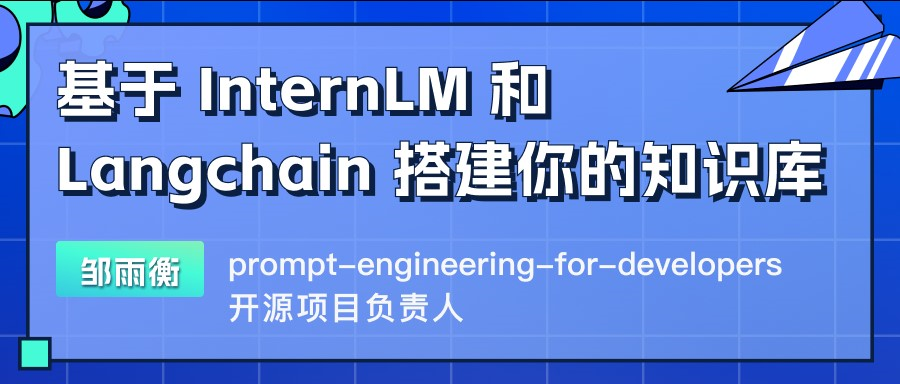 基于 InternLM 和
Langchain 搭建你的知识库
邹雨衡
prompt-engineering-for-developers
开源项目负责人